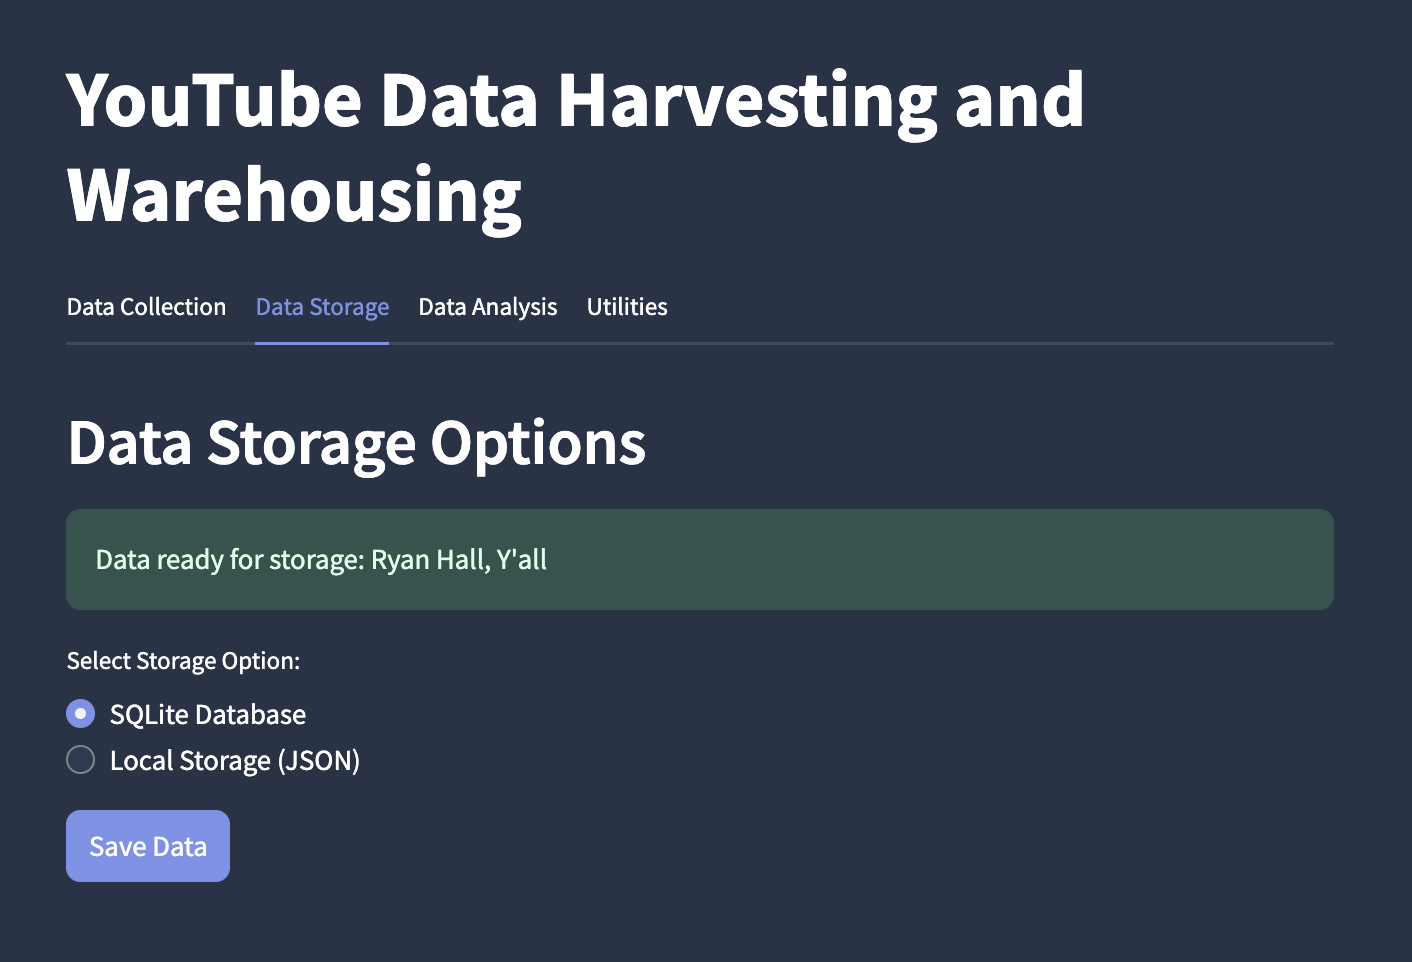 YouTube Data Harvesting and
Warehousing
Data Collection Data Storage Data Analysis Utilities
Data Storage Options
Data ready for storage: Ryan Hall, Y'all
Select Storage Option:
SQLite Database
Local Storage (JSON)
Save Data